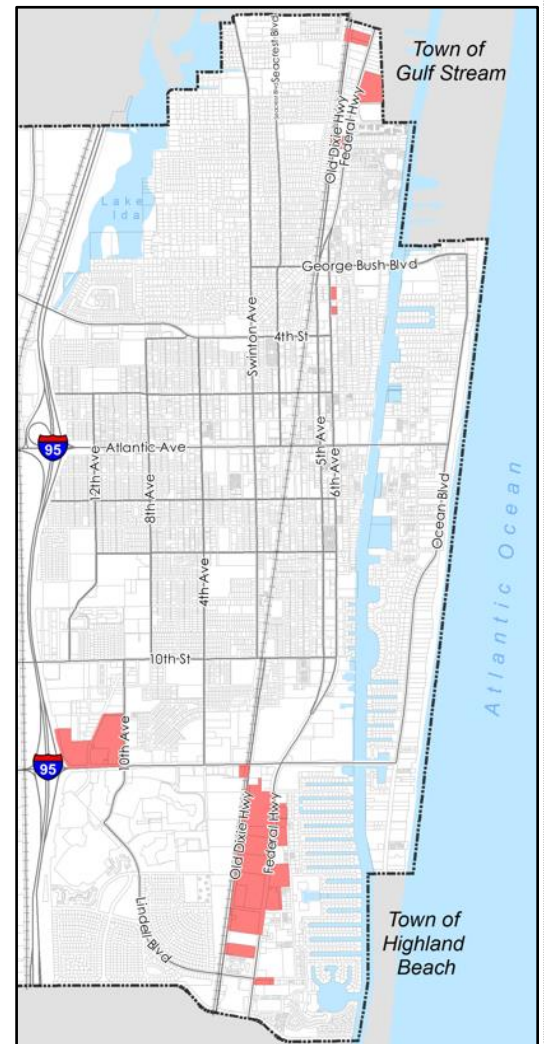 Seacrest Blvd
Seacrest Blvd
Town of
Gulf Stream
Old Dixie Hwy
Federal Hwy
Lake
Ida
George Bush Blvd
Swinton Ave
4th St
5th Ave
6th Ave
95
Atlantic Ave
12th Ave
8th Ave
Ocean Blvd
Atlantic Ocean
4th Ave
10th St
10th Ave
95
Old Dixie Hwy
Federal Hwy
Lindell Blvd
Town of
Highland
Beach